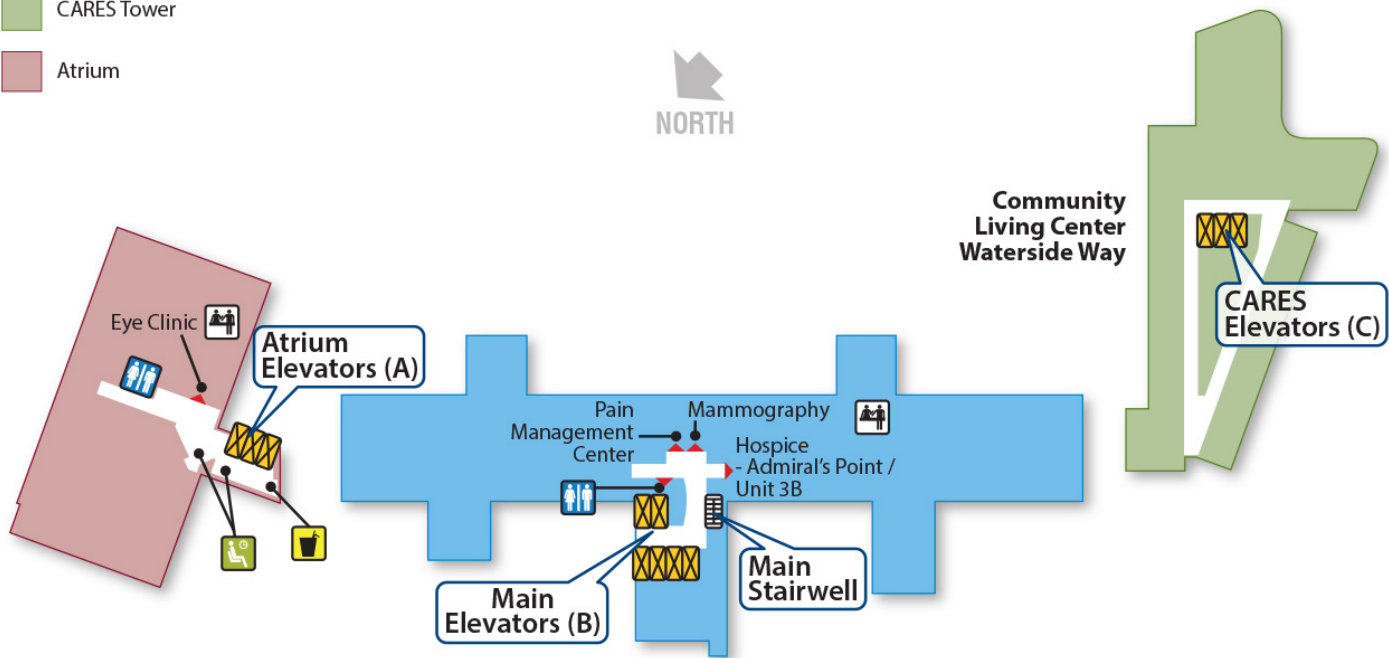 CARES Tower
Atrium
NORTH
Community
Living Center
Waterside Way
CARES
Elevators (C)
Eye Clinic
Atrium
Elevators (A)
Pain
Management
Center
Mammography
Hospice
- Admiral's Point /
Unit 3B
Main
Stairwell
Main
Elevators (B)